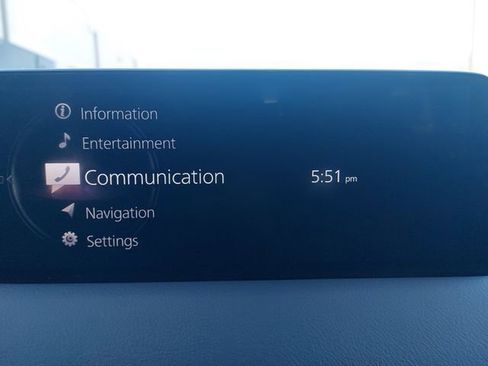 Information
Entertainment
Communication
5:51 pm
Navigation
Settings